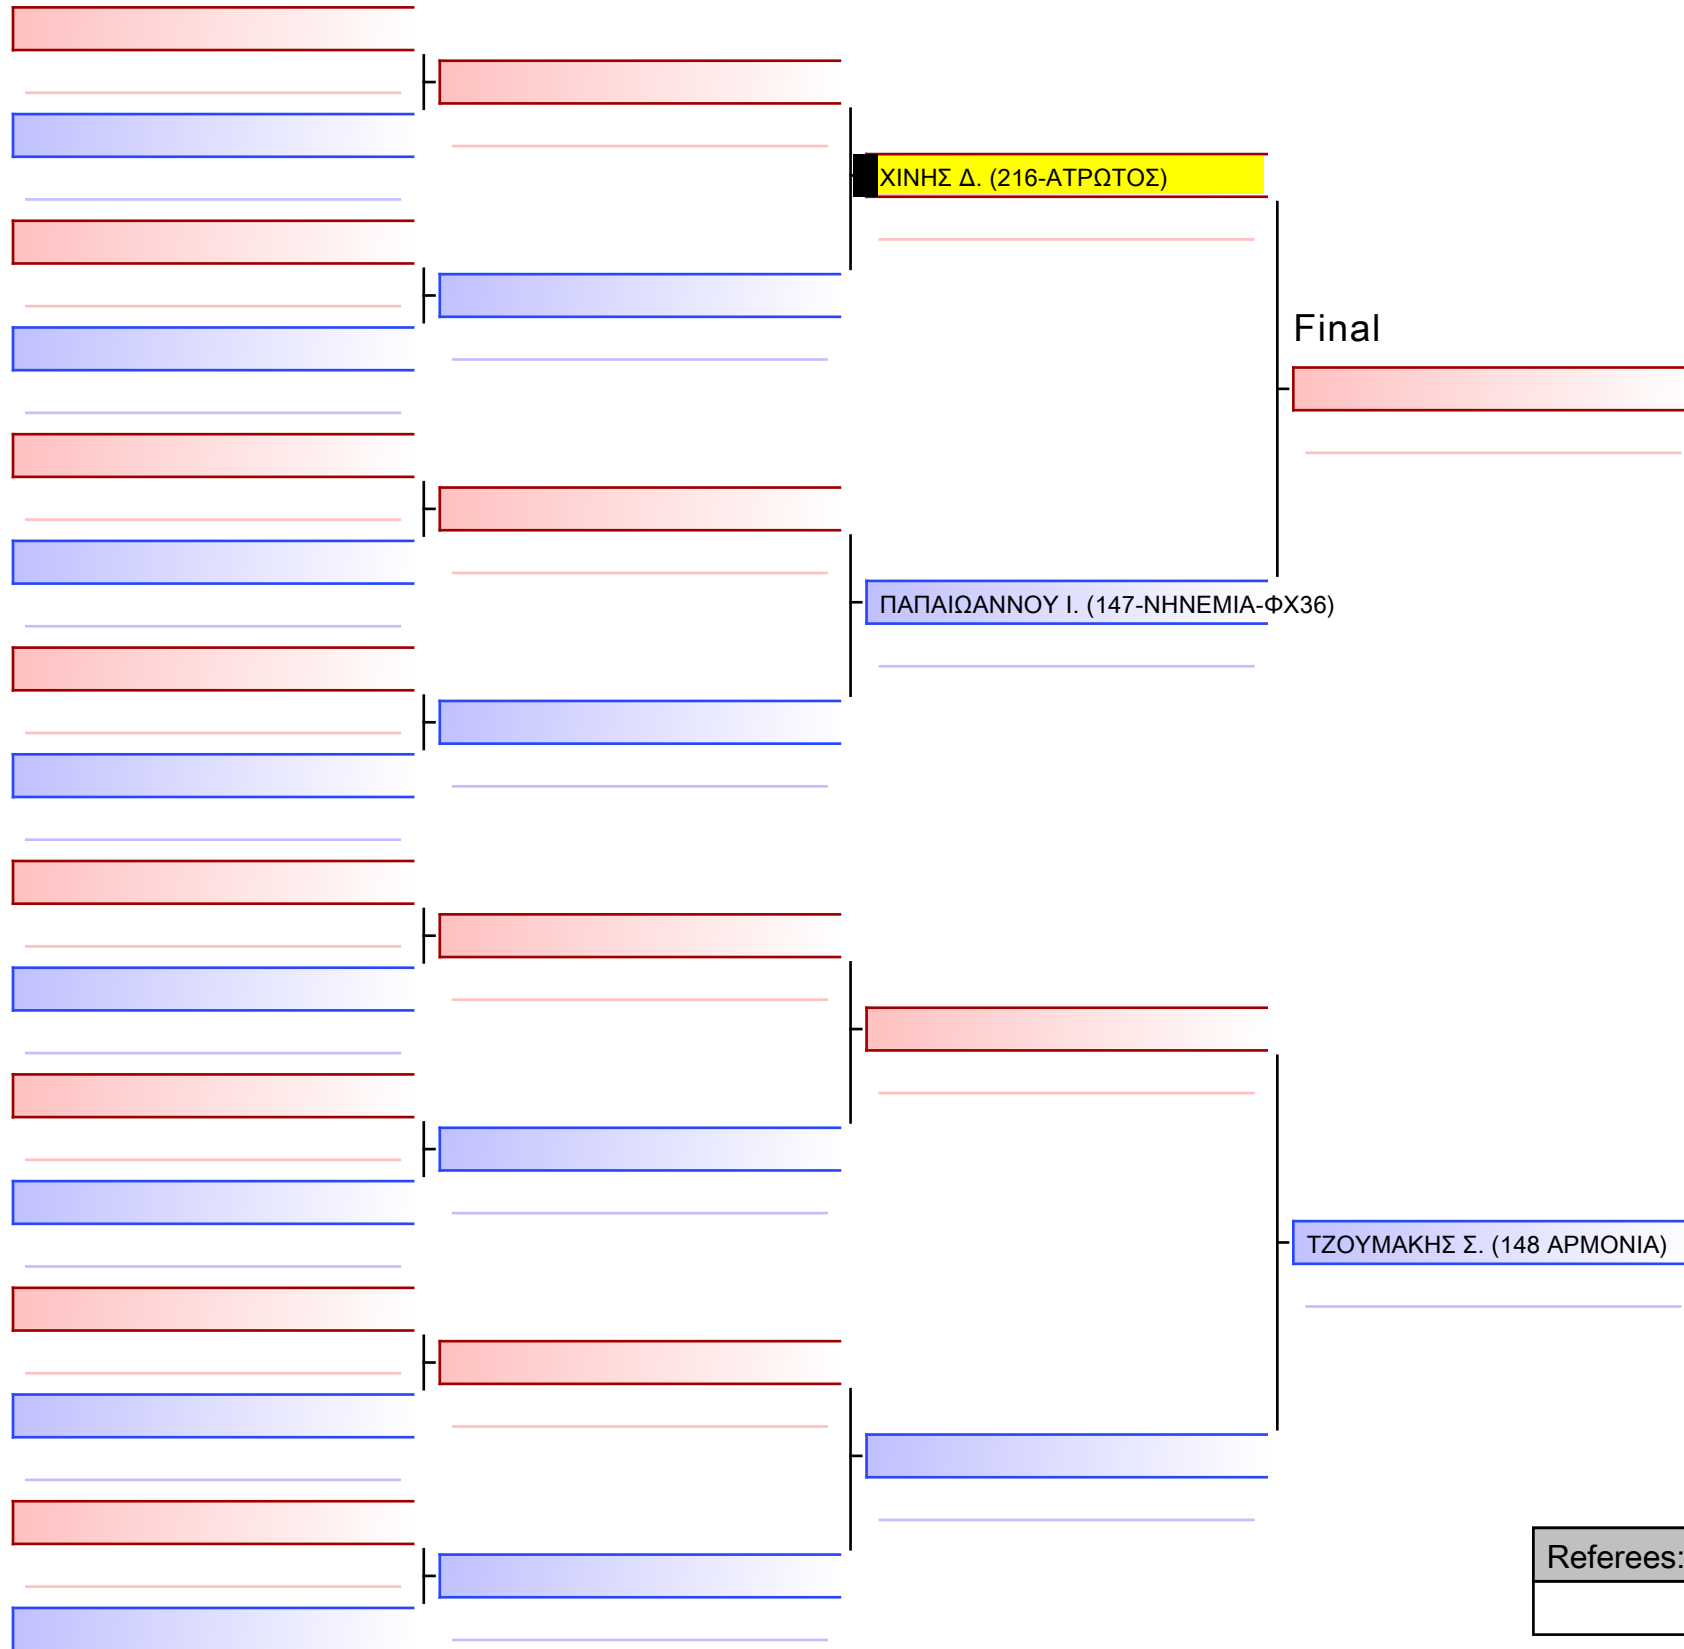 ΧΙΝΗΣ Δ. (216-ΑΤΡΩΤΟΣ)
Final
ΠΑΠΑΙΩΑΝΝΟΥ Ι. (147-ΝΗΝΕΜΙΑ-ΦΧ36)
ΤΖΟΥΜΑΚΗΣ Σ. (148 ΑΡΜΟΝΙΑ)
Referees: